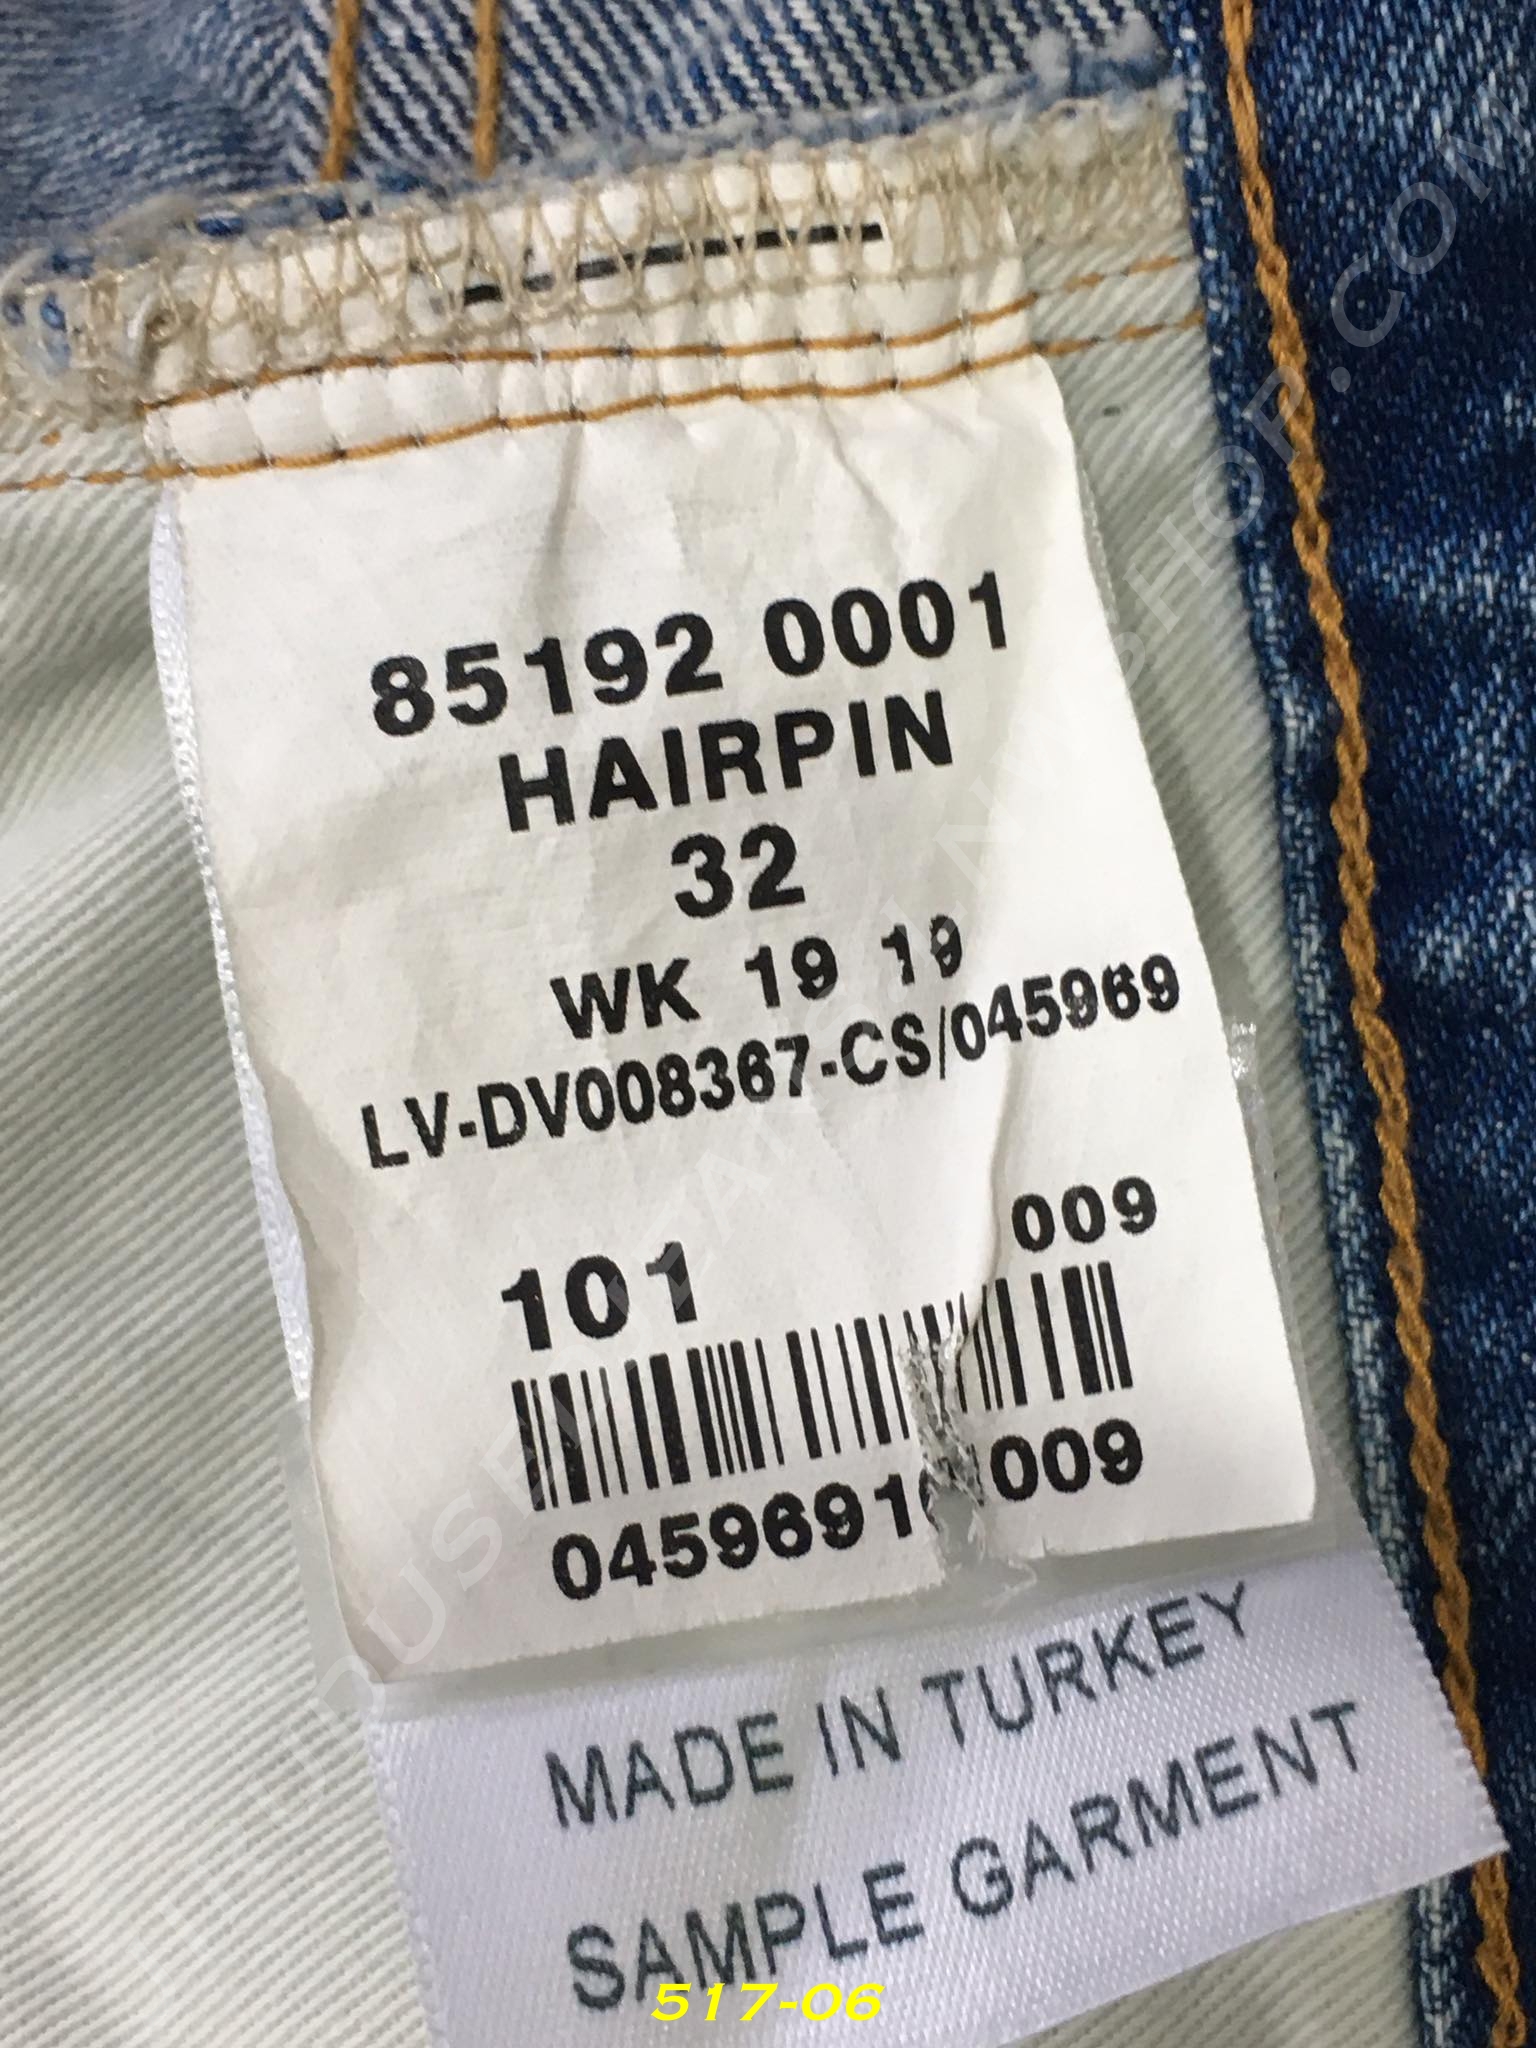 85192 0001
HAIRPIN
32
WK 19 19
LV-DV008367-CS/045969
101 009
MADE IN TURKEY
SAMPLE GARMENT
517-06